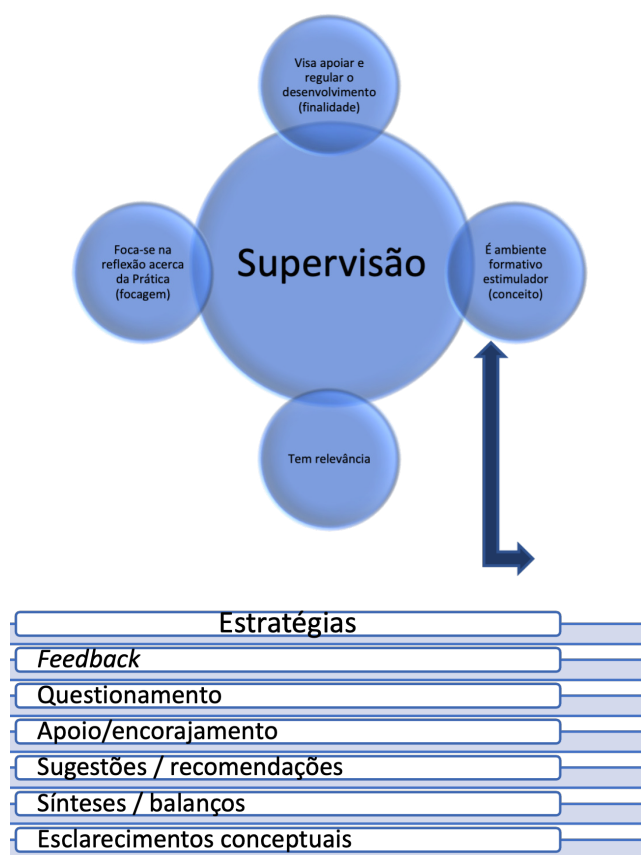 Visa apoiar e
regular o
desenvolvimento
(finalidade)
Foca-se na
reflexão acerca
da Prática
(focagem)
Supervisão
É ambiente
formativo
estimulador
(conceito)
Tem relevância
Estratégias
Feedback
Questionamento
Apoio/encorajamento
Sugestões / recomendações
Sínteses / balanços
Esclarecimentos conceptuais